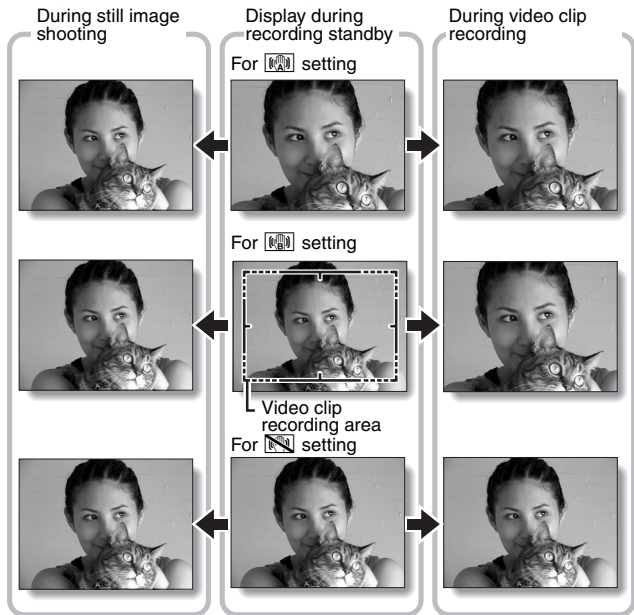 During still image
shooting
Display during
recording standby
During video clip
recording
For A setting
For B setting
Video clip
recording area
For setting